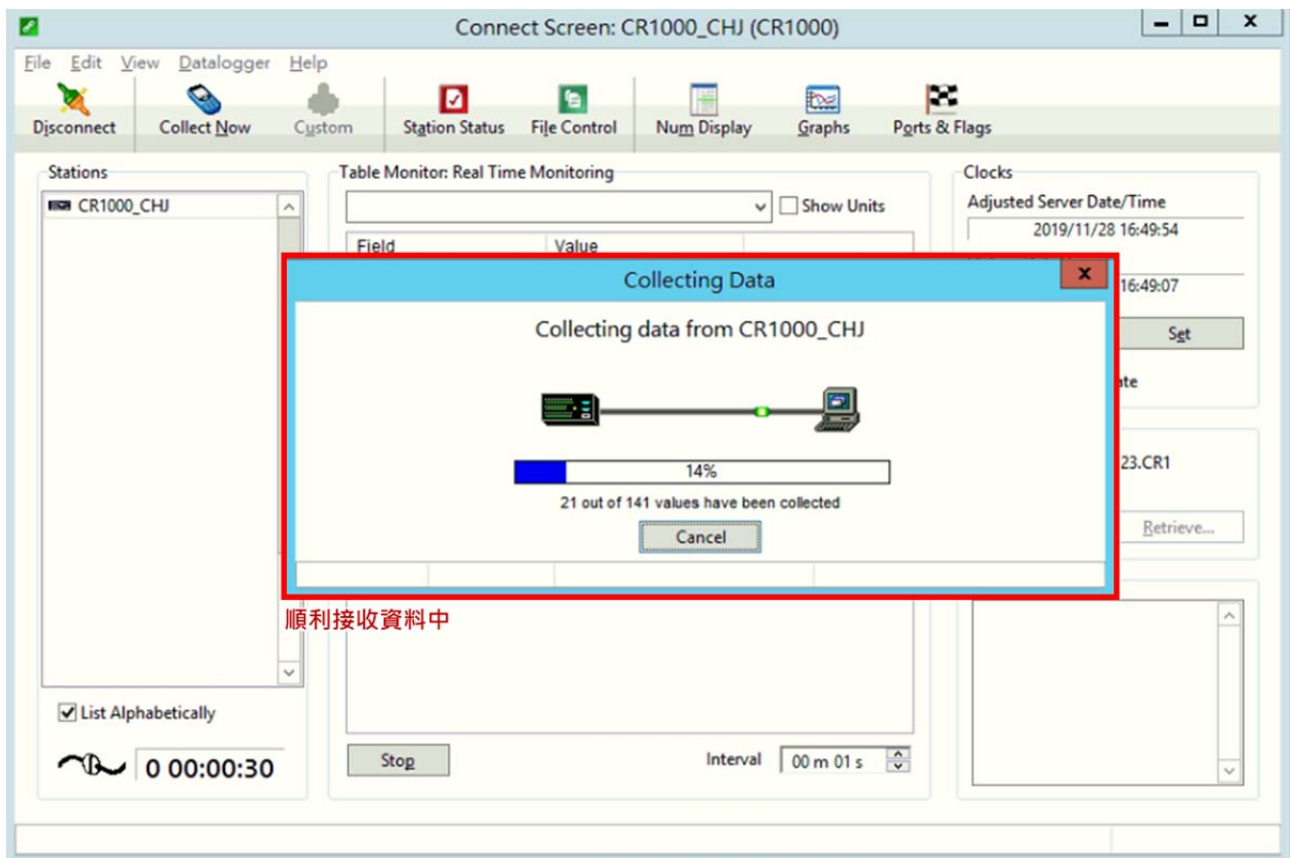 Connect Screen: CR1000_CHJ (CR1000)
File Edit View Datalogger Help
Disconnect Collect Now Custom Station Status File Control Num Display Graphs Ports & Flags
Stations
CR1000_CHJ
Table Monitor: Real Time Monitoring
Show Units
Field Value
Clocks
Adjusted Server Date/Time
2019/11/28 16:49:54
16:49:07
Set
23.CR1
Retrieve...
Collecting Data
Collecting data from CR1000_CHJ
14%
21 out of 141 values have been collected
Cancel
順利接收資料中
List Alphabetically
0 00:00:30
Stop
Interval 00 m 01 s